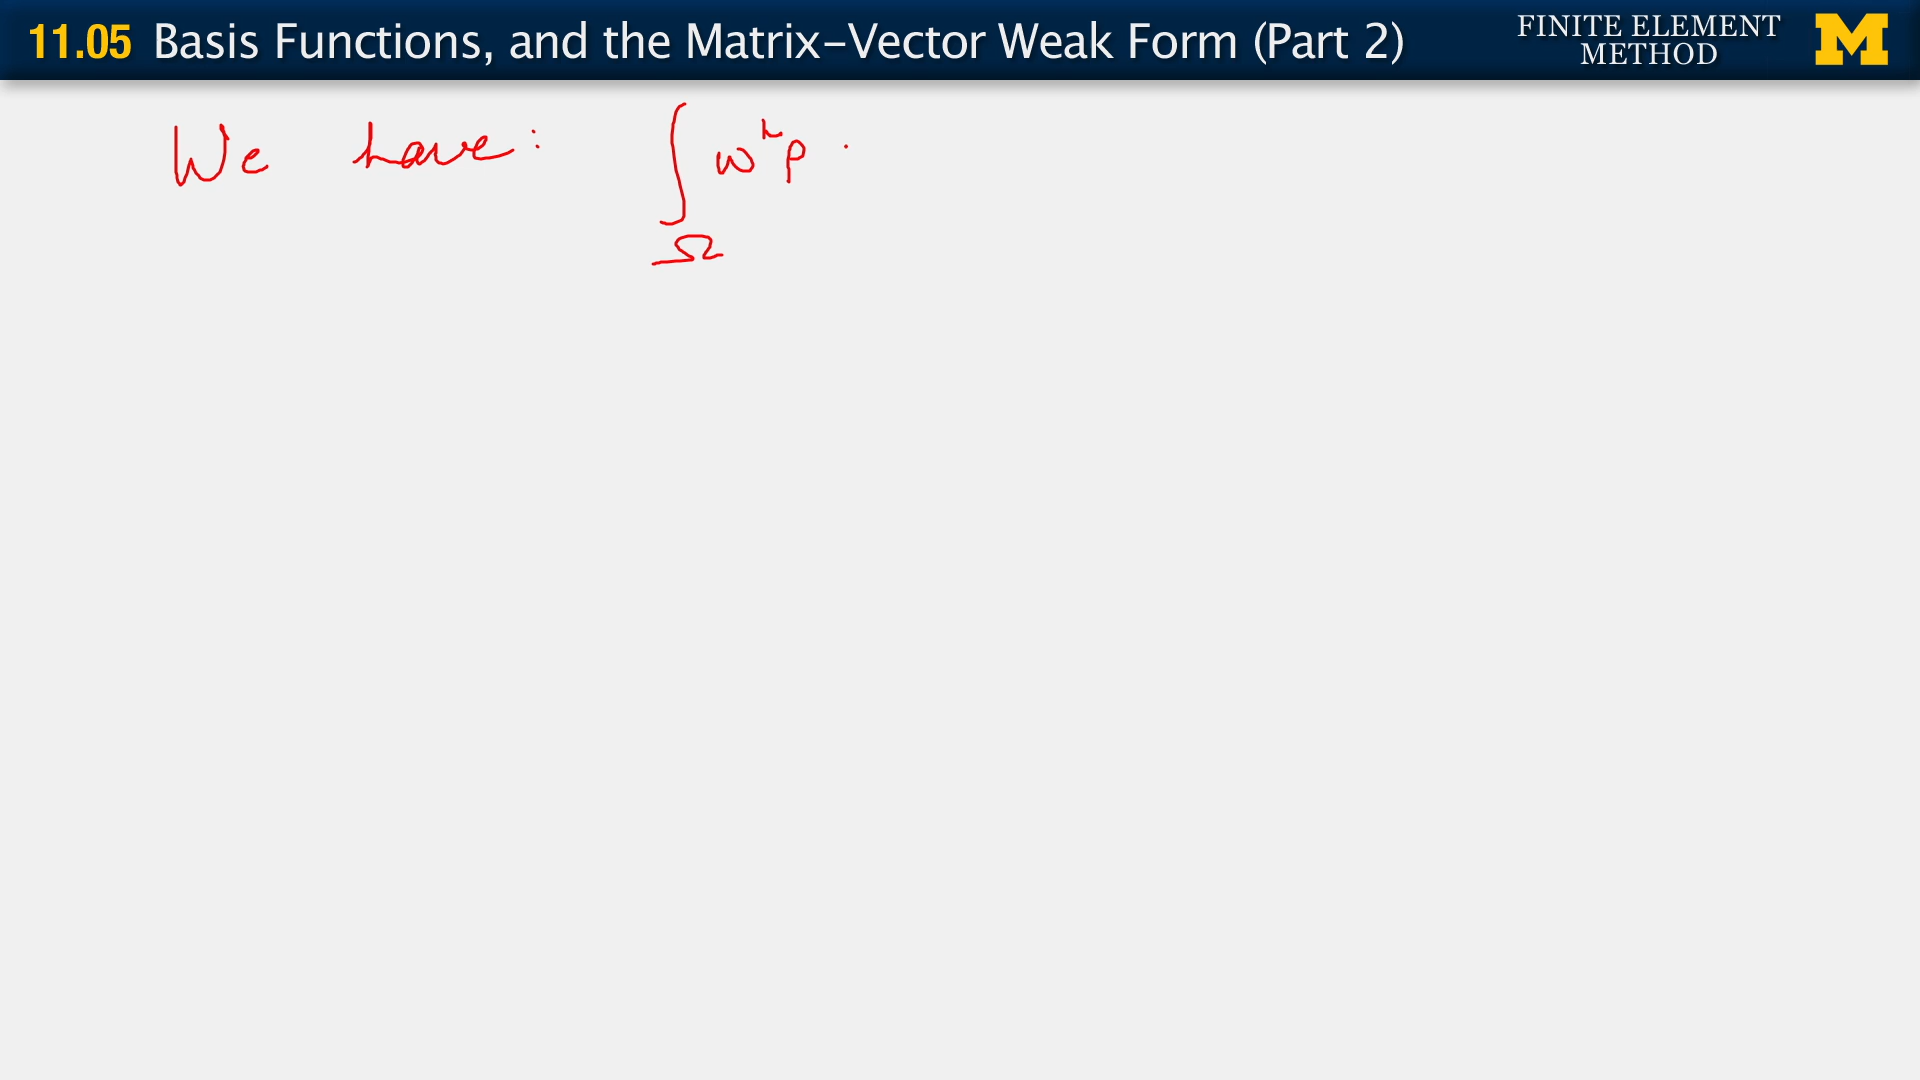 11.05 Basis Functions, and the Matrix–Vector Weak Form (Part 2)
FINITE ELEMENT
METHOD
M
We have: ∫ wʰρ ·
Ω